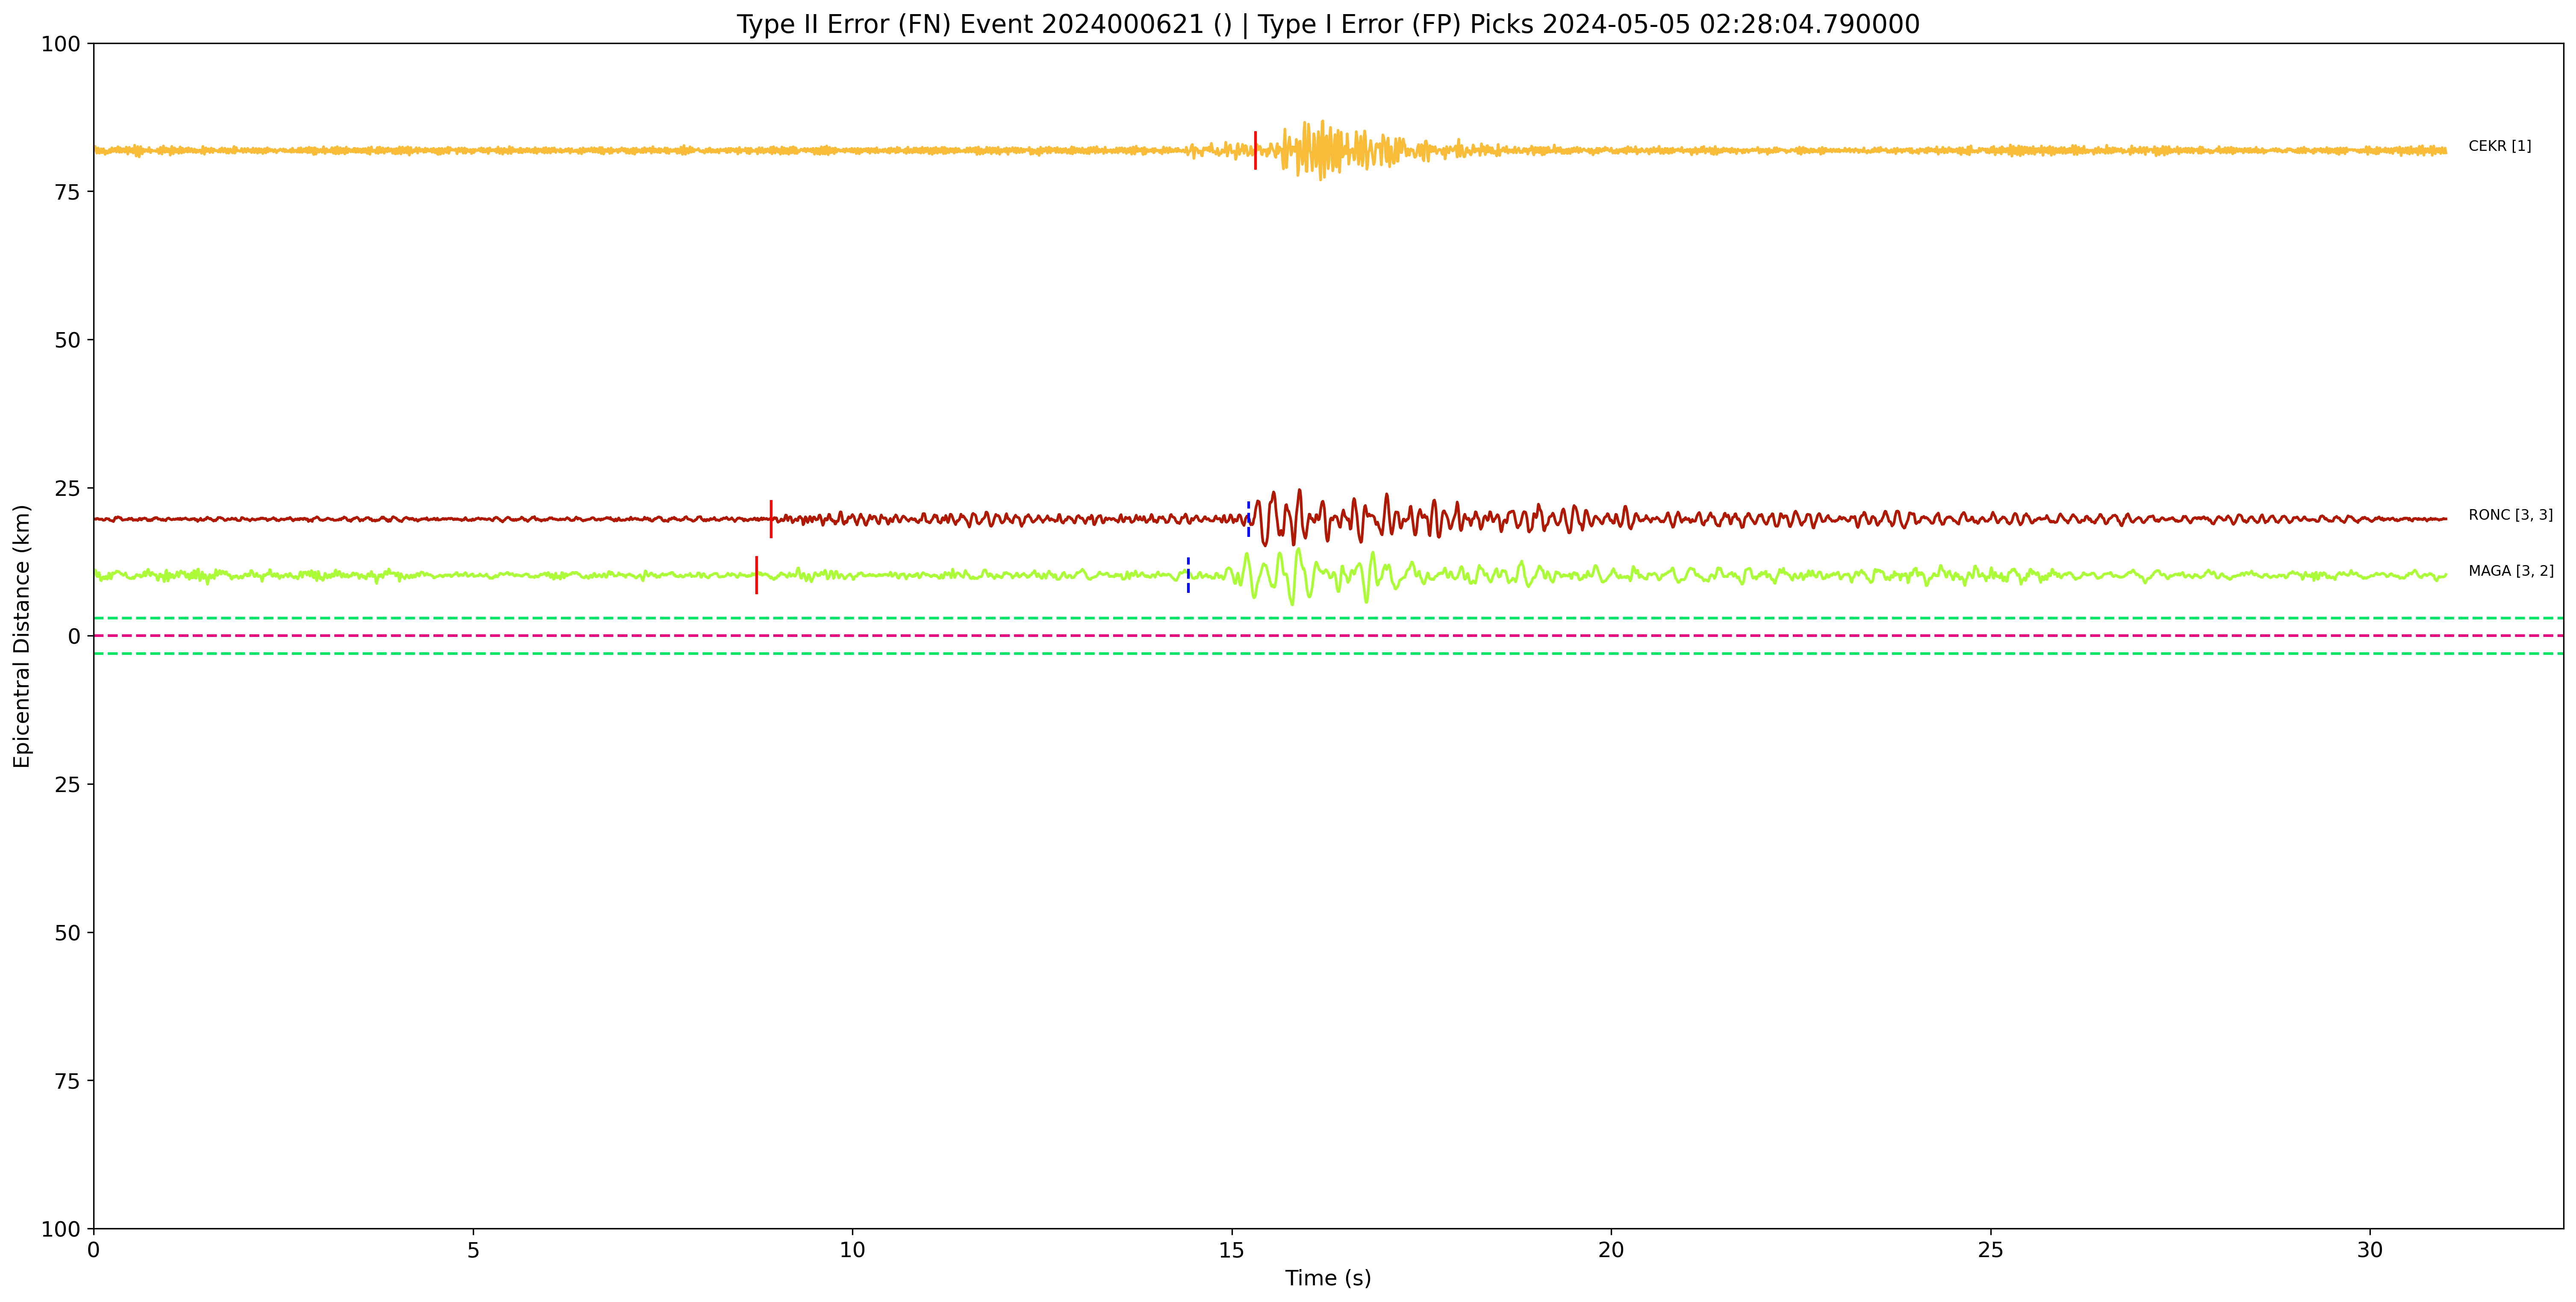 Type II Error (FN) Event 2024000621 () | Type I Error (FP) Picks 2024-05-05 02:28:04.790000
100
75
50
25
0
25
50
75
100
Epicentral Distance (km)
CEKR [1]
RONC [3, 3]
MAGA [3, 2]
0 5 10 15 20 25 30
Time (s)